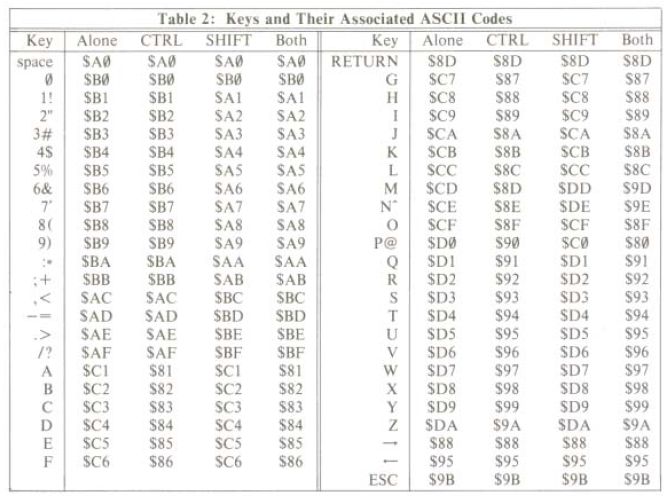 Table 2: Keys and Their Associated ASCII Codes
Key Alone CTRL SHIFT Both Key Alone CTRL SHIFT Both
space $AØ $AØ $AØ $AØ RETURN $8D $8D $8D $8D
Ø $BØ $BØ $BØ $BØ G $C7 $87 $C7 $87
1! $B1 $B1 $A1 $A1 H $C8 $88 $C8 $88
2" $B2 $B2 $A2 $A2 I $C9 $89 $C9 $89
3# $B3 $B3 $A3 $A3 J $CA $8A $CA $8A
4$ $B4 $B4 $A4 $A4 K $CB $8B $CB $8B
5% $B5 $B5 $A5 $A5 L $CC $8C $CC $8C
6& $B6 $B6 $A6 $A6 M $CD $8D $DD $9D
7' $B7 $B7 $A7 $A7 N^ $CE $8E $DE $9E
8( $B8 $B8 $A8 $A8 O $CF $8F $CF $8F
9) $B9 $B9 $A9 $A9 P@ $DØ $9Ø $CØ $8Ø
:* $BA $BA $AA $AA Q $D1 $91 $D1 $91
;+ $BB $BB $AB $AB R $D2 $92 $D2 $92
,< $AC $AC $BC $BC S $D3 $93 $D3 $93
-= $AD $AD $BD $BD T $D4 $94 $D4 $94
.> $AE $AE $BE $BE U $D5 $95 $D5 $95
/? $AF $AF $BF $BF V $D6 $96 $D6 $96
A $C1 $81 $C1 $81 W $D7 $97 $D7 $97
B $C2 $82 $C2 $82 X $D8 $98 $D8 $98
C $C3 $83 $C3 $83 Y $D9 $99 $D9 $99
D $C4 $84 $C4 $84 Z $DA $9A $DA $9A
E $C5 $85 $C5 $85 → $88 $88 $88 $88
F $C6 $86 $C6 $86 ← $95 $95 $95 $95
ESC $9B $9B $9B $9B